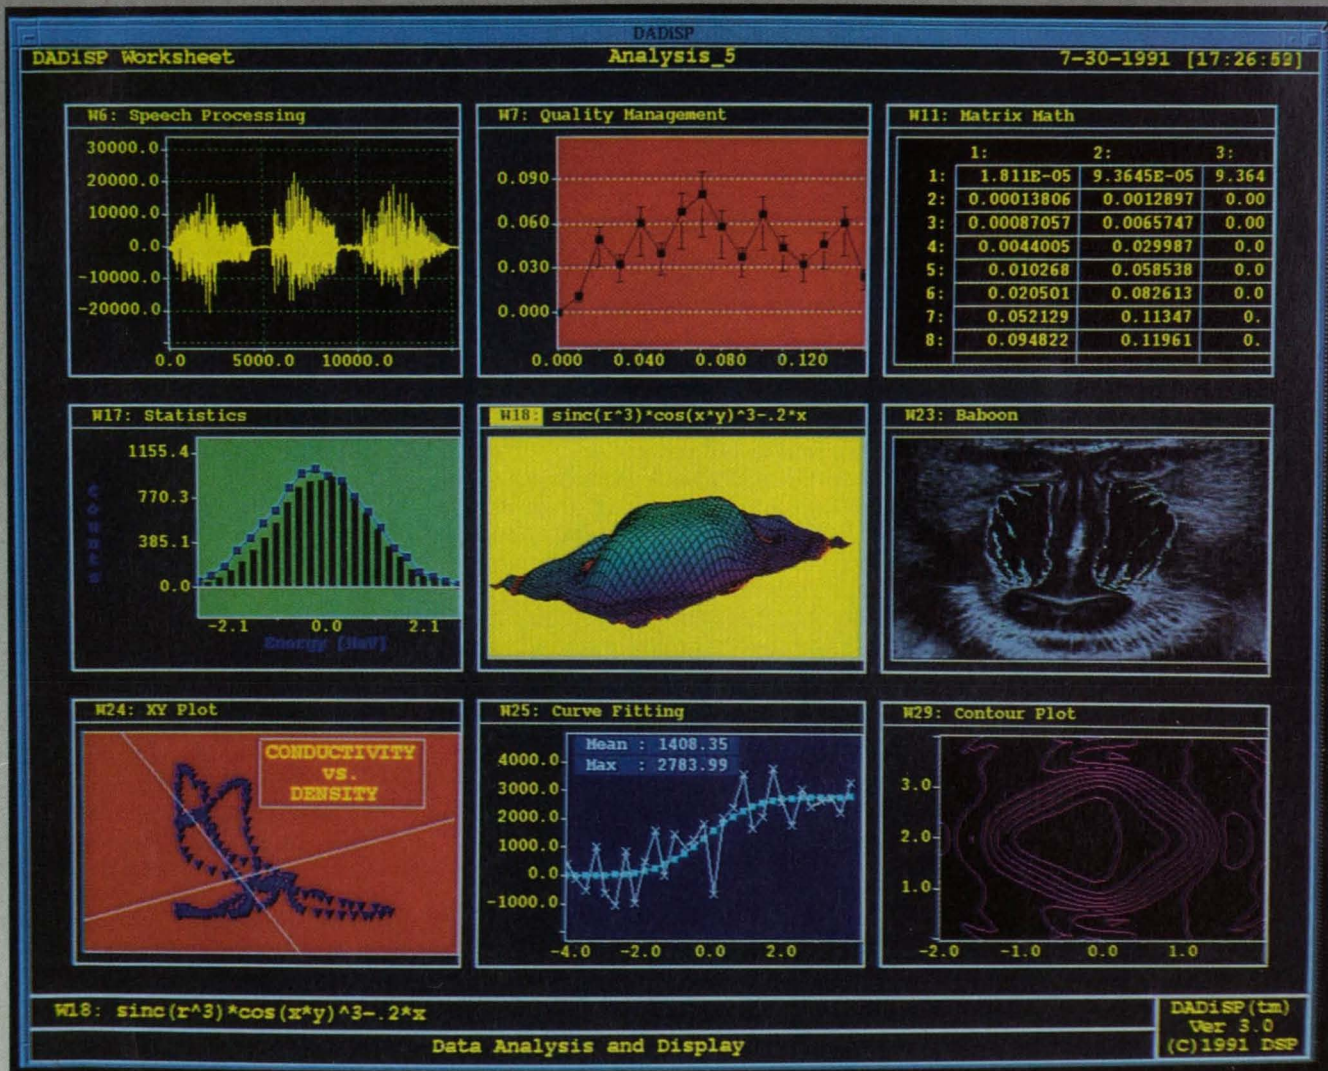 DADiSP
DADiSP Worksheet
Analysis_5
7-30-1991 [17:26:59]
W6: Speech Processing
30000.0
20000.0
10000.0
0.0
-10000.0
-20000.0
0.0 5000.0 10000.0
W7: Quality Management
0.090
0.060
0.030
0.000
0.000 0.040 0.080 0.120
W11: Matrix Math
1: 2: 3:
1: 1.811E-05 9.3645E-05 9.364
2: 0.00013806 0.0012897 0.00
3: 0.00087057 0.0065747 0.00
4: 0.0044005 0.029987 0.0
5: 0.010268 0.058538 0.0
6: 0.020501 0.082613 0.0
7: 0.052129 0.11347 0.
8: 0.094822 0.11961 0.
W17: Statistics
1155.4
770.3
385.1
0.0
Counts
-2.1 0.0 2.1
Energy [MeV]
W18: sinc(r^3)*cos(x*y)^3-.2*x
W23: Baboon
W24: XY Plot
CONDUCTIVITY
vs.
DENSITY
W25: Curve Fitting
Mean : 1408.35
Max : 2783.99
4000.0
3000.0
2000.0
1000.0
0.0
-1000.0
-4.0 -2.0 0.0 2.0
W29: Contour Plot
3.0
2.0
1.0
-2.0 -1.0 0.0 1.0
W18: sinc(r^3)*cos(x*y)^3-.2*x
Data Analysis and Display
DADiSP(tm)
Ver 3.0
(C)1991 DSP